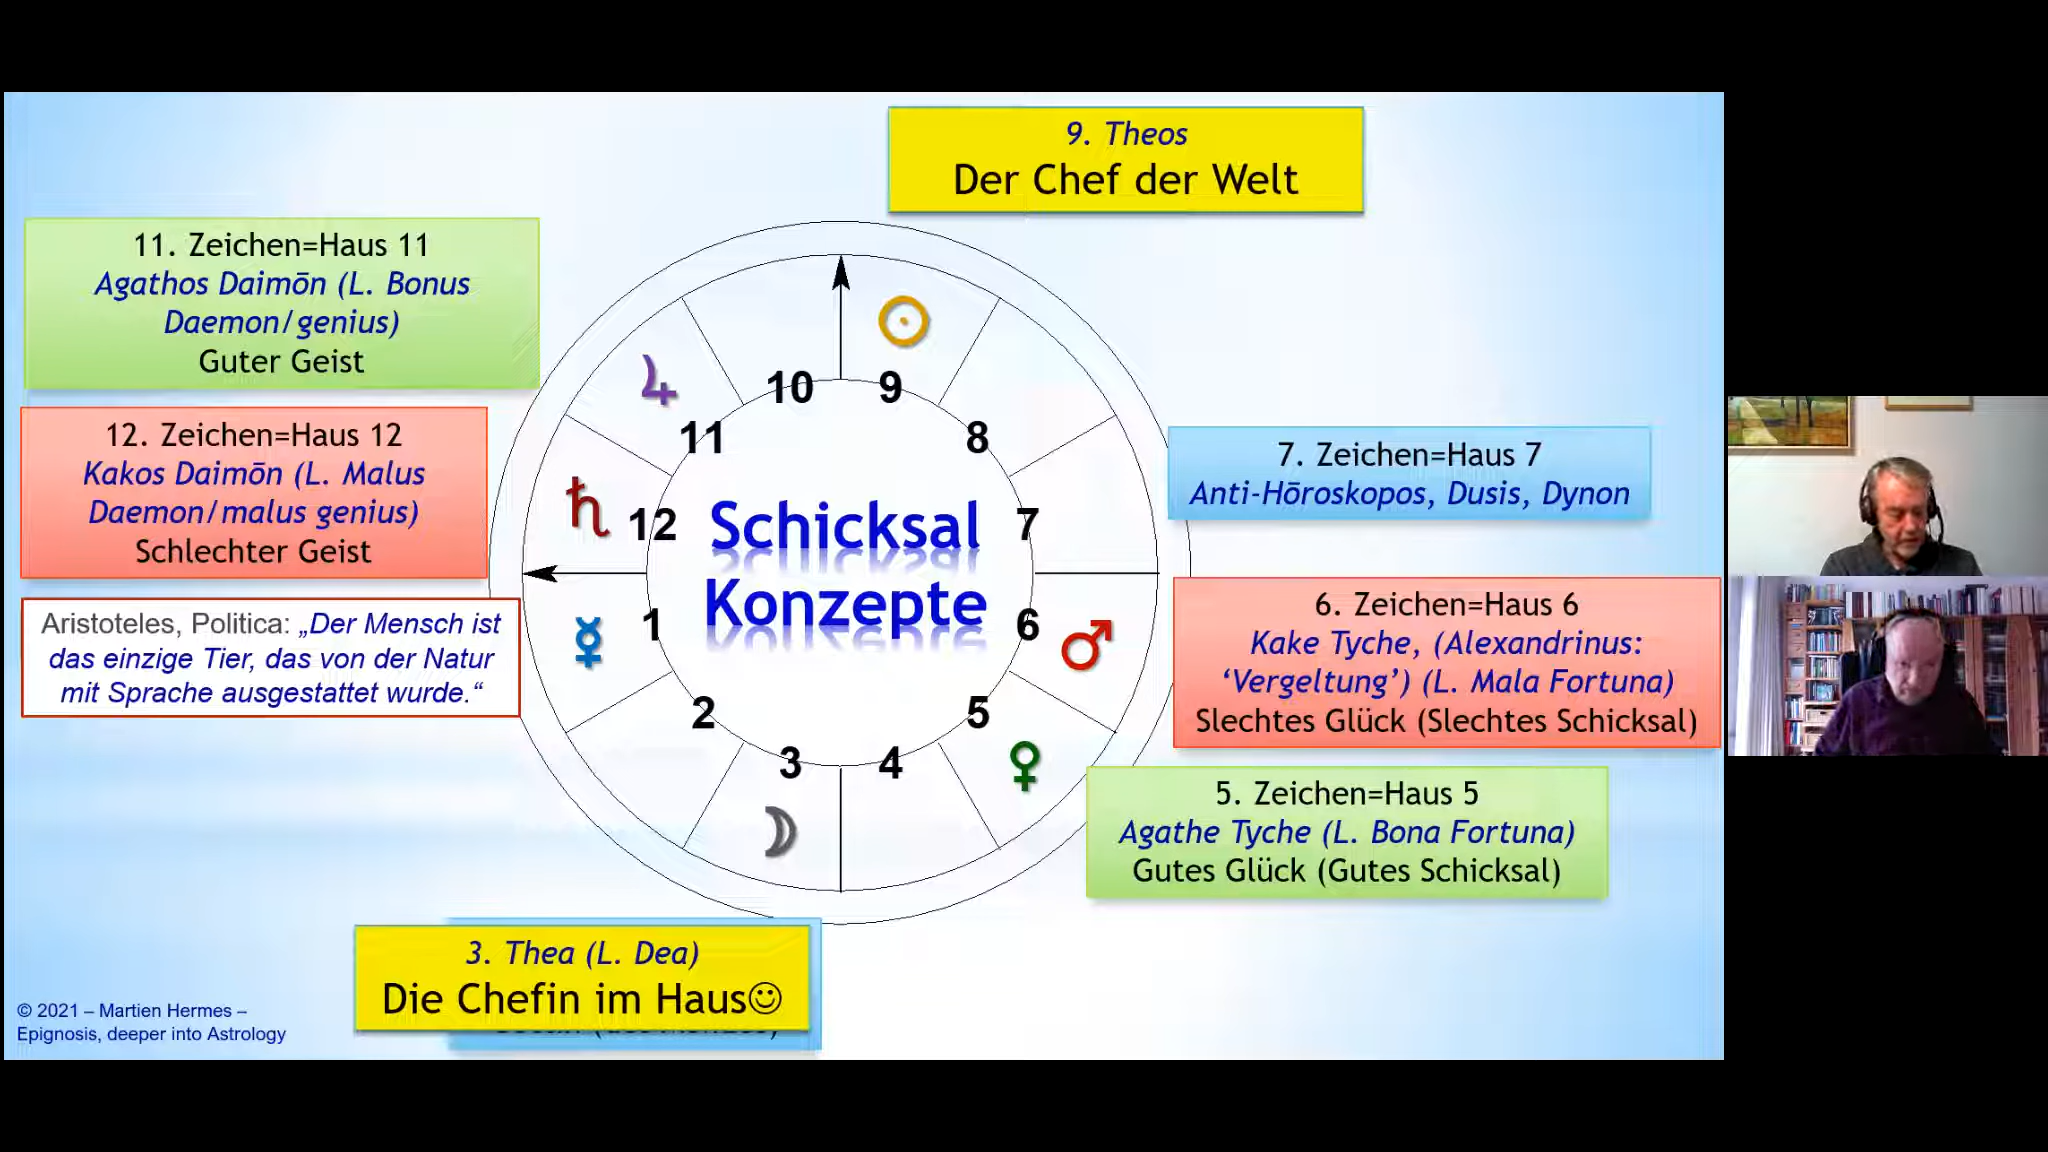 9. Theos
Der Chef der Welt
11. Zeichen=Haus 11
Agathos Daimōn (L. Bonus
Daemon/genius)
Guter Geist
12. Zeichen=Haus 12
Kakos Daimōn (L. Malus
Daemon/malus genius)
Schlechter Geist
Aristoteles, Politica: „Der Mensch ist
das einzige Tier, das von der Natur
mit Sprache ausgestattet wurde.“
10
9
11
8
12
7
Schicksal
Konzepte
1
6
2
5
3
4
7. Zeichen=Haus 7
Anti-Hōroskopos, Dusis, Dynon
6. Zeichen=Haus 6
Kake Tyche, (Alexandrinus:
‘Vergeltung’) (L. Mala Fortuna)
Slechtes Glück (Slechtes Schicksal)
5. Zeichen=Haus 5
Agathe Tyche (L. Bona Fortuna)
Gutes Glück (Gutes Schicksal)
3. Thea (L. Dea)
Die Chefin im Haus☺
© 2021 – Martien Hermes –
Epignosis, deeper into Astrology